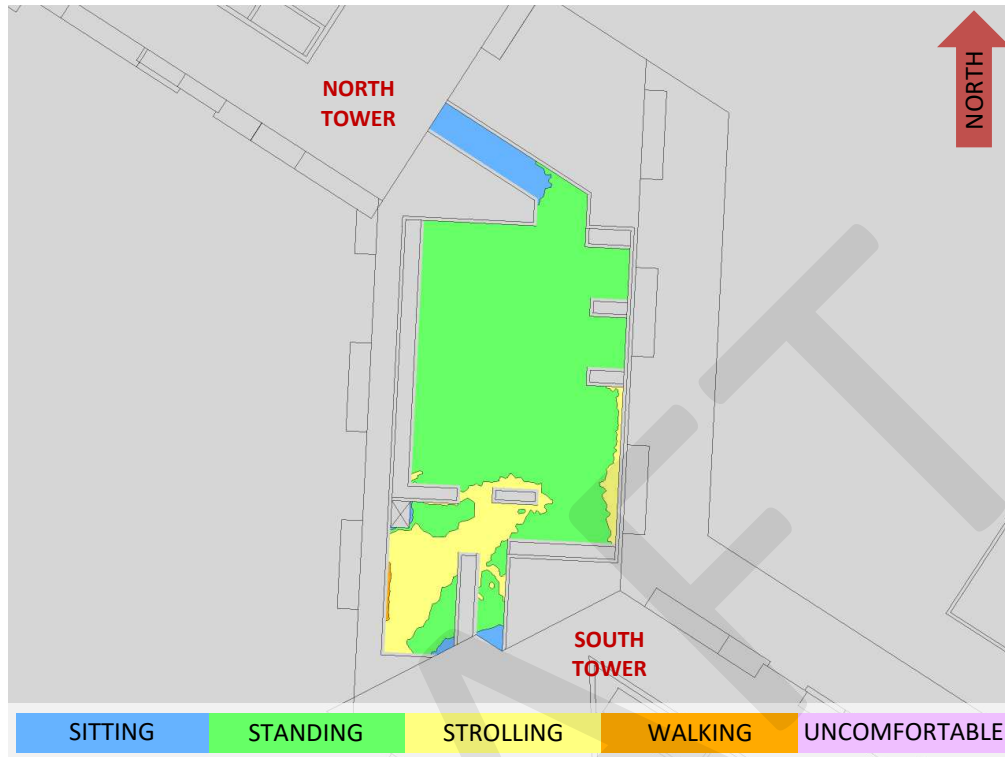 NORTH
TOWER
NORTH
SOUTH
TOWER
SITTING STANDING STROLLING WALKING UNCOMFORTABLE